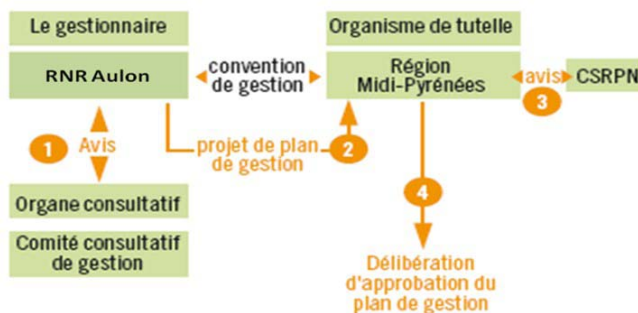 Le gestionnaire
Organisme de tutelle
RNR Aulon
convention
de gestion
Région
Midi-Pyrénées
avis
CSRPN
3
1
Avis
projet de plan
de gestion
2
4
Organe consultatif
Comité consultatif
de gestion
Délibération
d'approbation du
plan de gestion